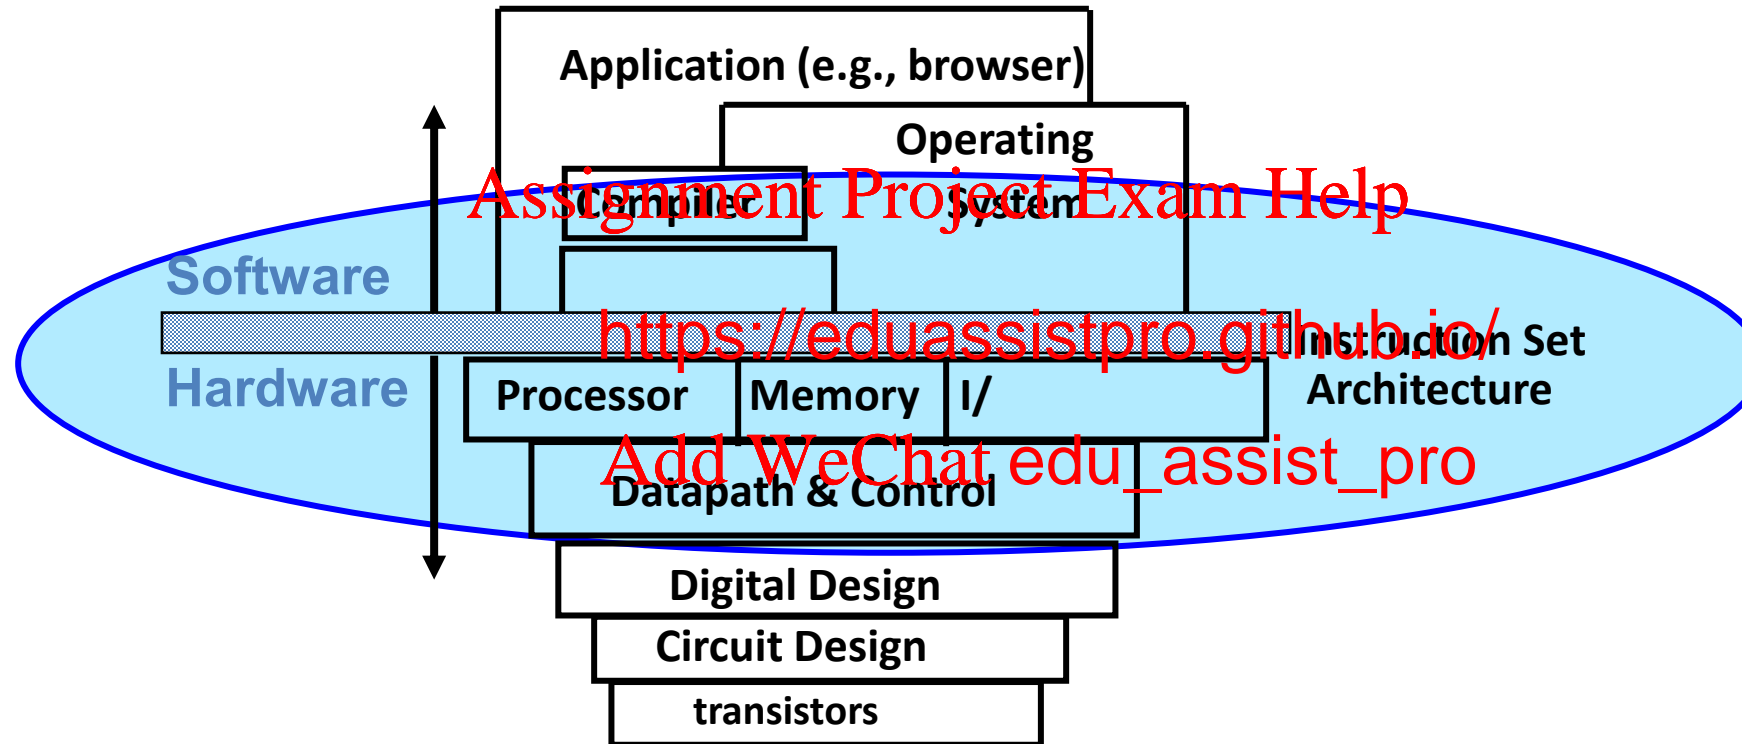 Application (e.g., browser)
Operating
System
Compiler
Assignment Project Exam Help
Software
https://eduassistpro.github.io/
Instruction Set
Architecture
Hardware
Processor
Memory
I/
Add WeChat edu_assist_pro
Datapath & Control
Digital Design
Circuit Design
transistors